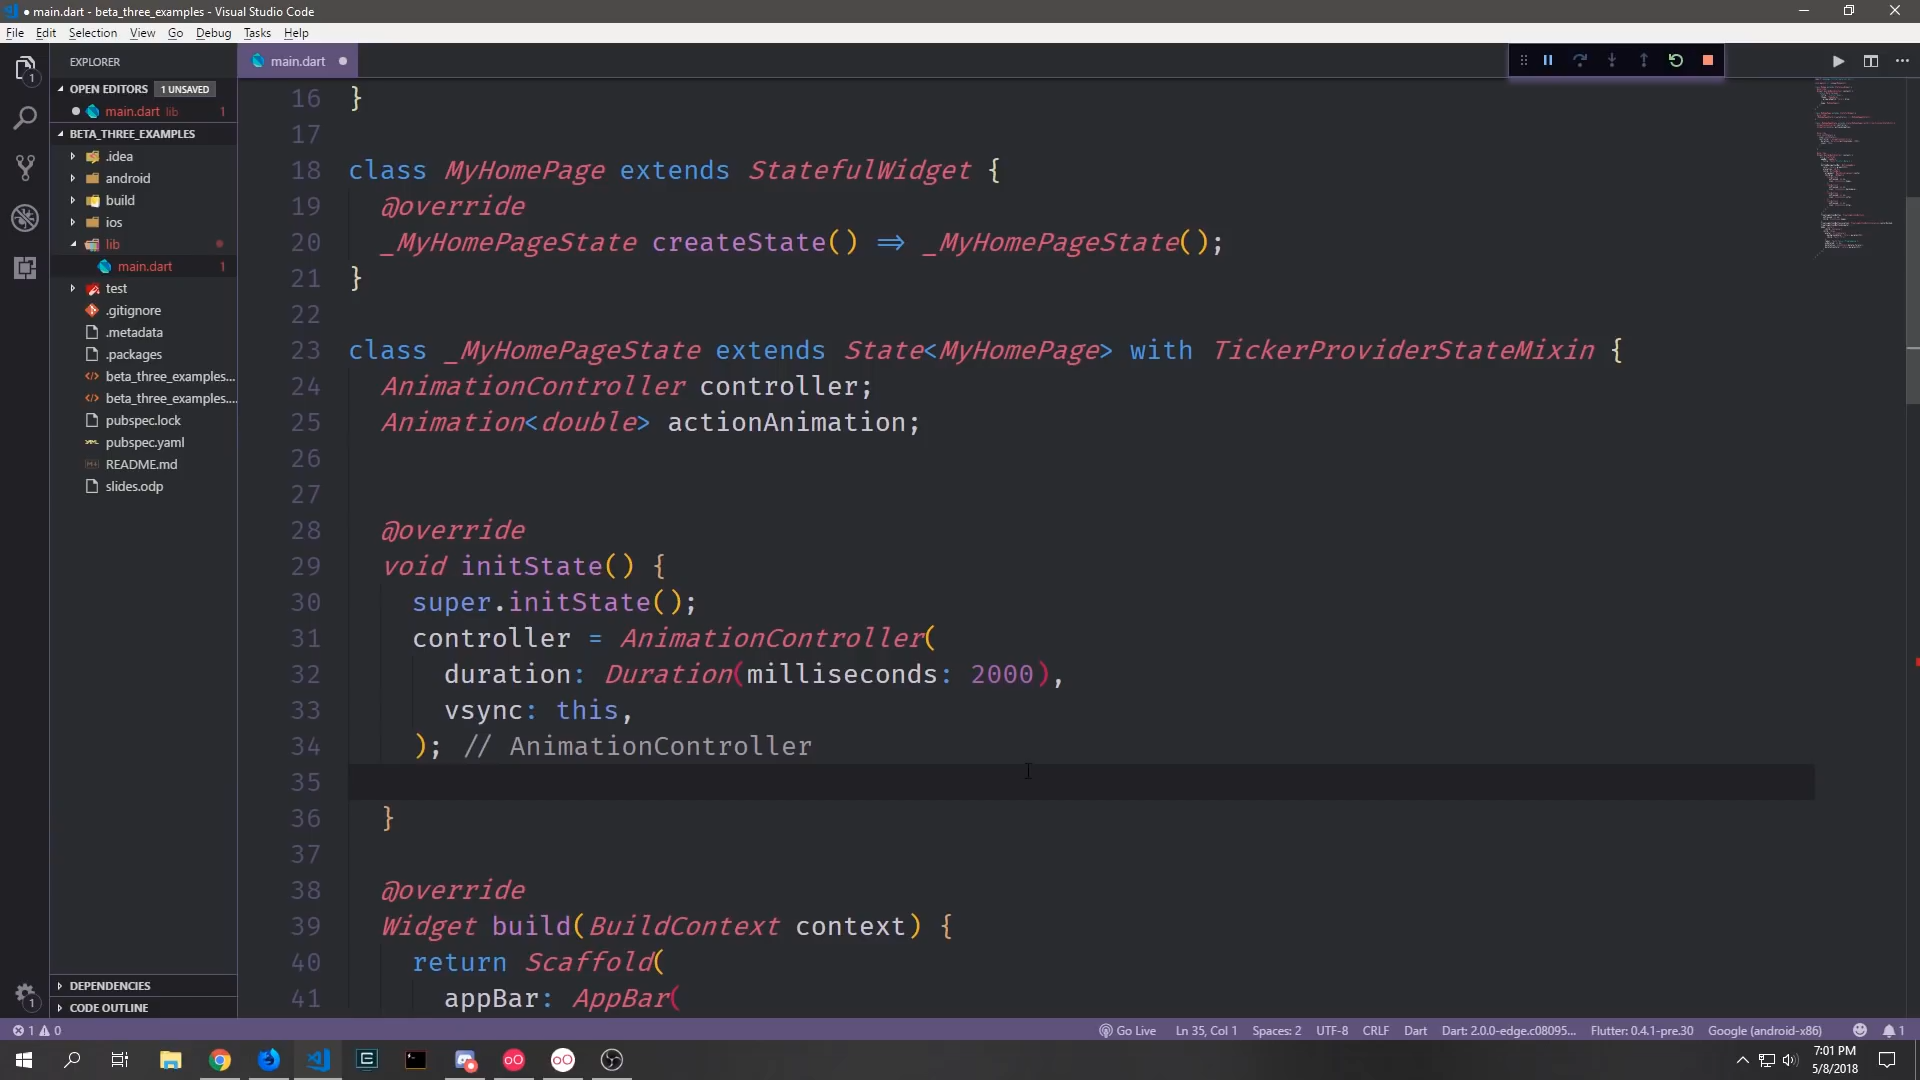 ● main.dart - beta_three_examples - Visual Studio Code
File Edit Selection View Go Debug Tasks Help
EXPLORER
main.dart
OPEN EDITORS 1 UNSAVED
main.dart lib 1
BETA_THREE_EXAMPLES
.idea
android
build
ios
lib
main.dart 1
test
.gitignore
.metadata
.packages
beta_three_examples...
beta_three_examples....
pubspec.lock
pubspec.yaml
README.md
slides.odp
DEPENDENCIES
CODE OUTLINE
1
1
16 }
17
18 class MyHomePage extends StatefulWidget {
19 @override
20 _MyHomePageState createState() => _MyHomePageState();
21 }
22
23 class _MyHomePageState extends State<MyHomePage> with TickerProviderStateMixin {
24 AnimationController controller;
25 Animation<double> actionAnimation;
26
27
28 @override
29 void initState() {
30 super.initState();
31 controller = AnimationController(
32 duration: Duration(milliseconds: 2000),
33 vsync: this,
34 ); // AnimationController
35
36 }
37
38 @override
39 Widget build(BuildContext context) {
40 return Scaffold(
41 appBar: AppBar(
1 0 Go Live Ln 35, Col 1 Spaces: 2 UTF-8 CRLF Dart Dart: 2.0.0-edge.c08095... Flutter: 0.4.1-pre.30 Google (android-x86) 1
7:01 PM
5/8/2018